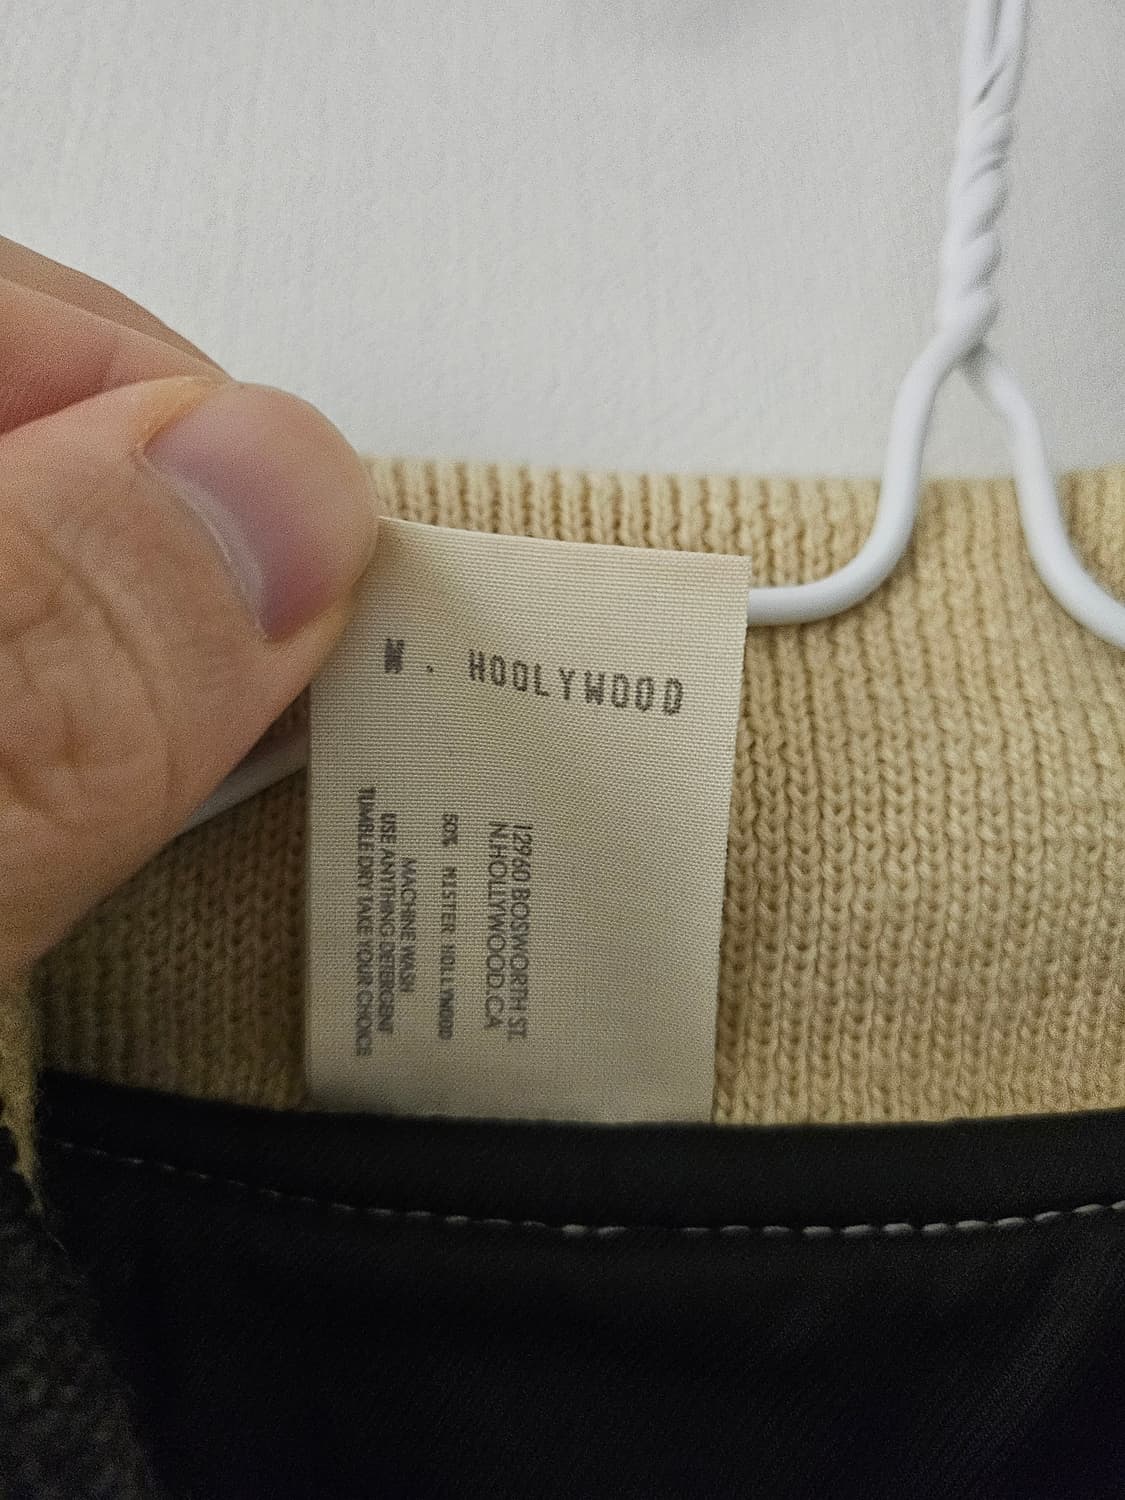 N. HOOLYWOOD
12960 BOSWORTH ST
N.HOLLYWOOD.CA
50% MISTER HOLLYWOOD
MACHINE WASH
USE ANYTHING DETERGENT
TUMBLE DRY TAKE YOUR CHOICE